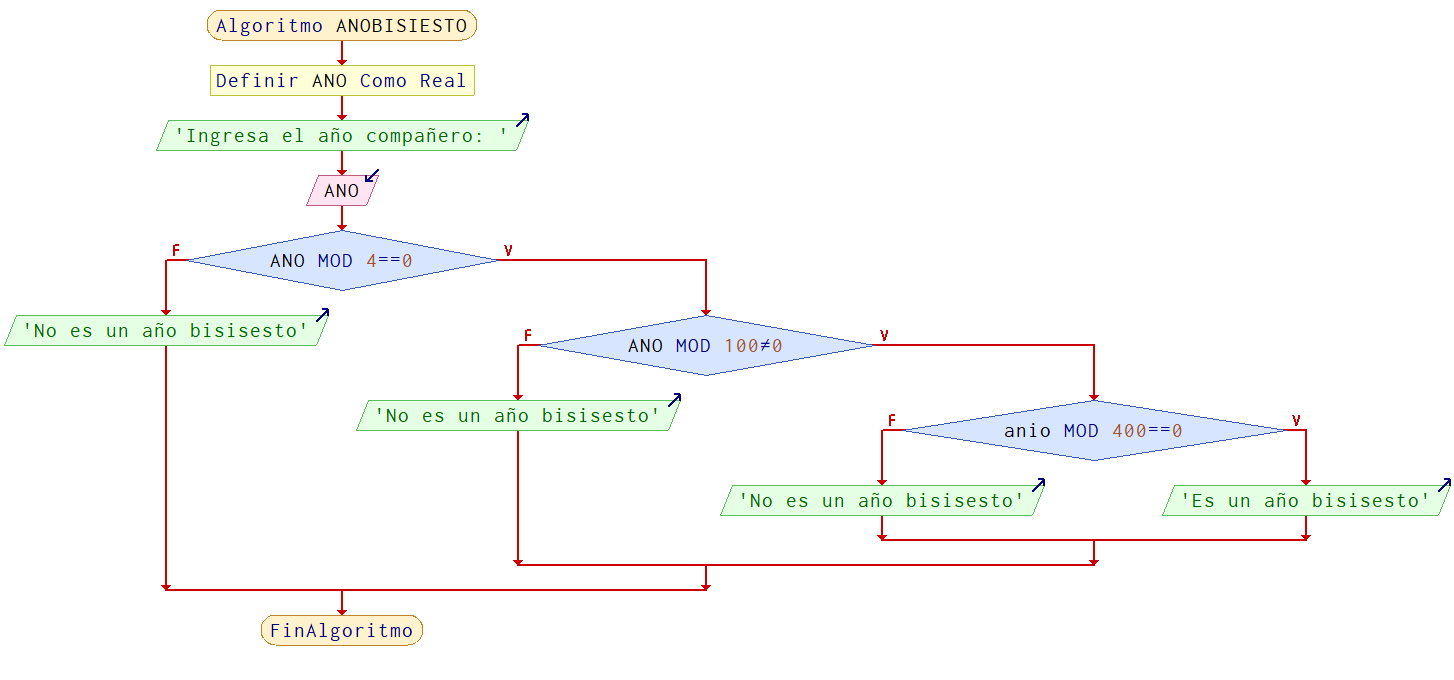 Algoritmo ANOBISIESTO
Definir ANO Como Real
'Ingresa el año compañero: '
ANO
F
ANO MOD 4==0
V
'No es un año bisisesto'
F
ANO MOD 100≠0
V
'No es un año bisisesto'
F
anio MOD 400==0
V
'No es un año bisisesto'
'Es un año bisisesto'
FinAlgoritmo